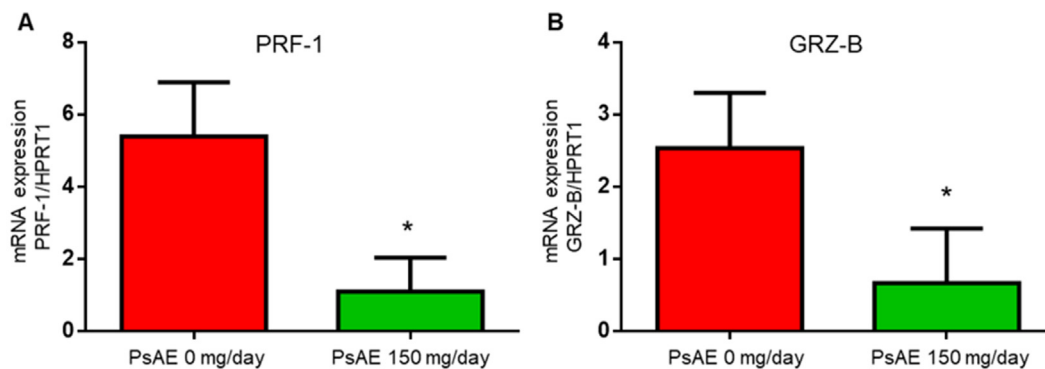 A
PRF-1
mRNA expression
PRF-1/HPRT1
8
6
4
2
0
*
PsAE 0 mg/day
PsAE 150 mg/day
B
GRZ-B
mRNA expression
GRZ-B/HPRT1
4
3
2
1
0
*
PsAE 0 mg/day
PsAE 150 mg/day